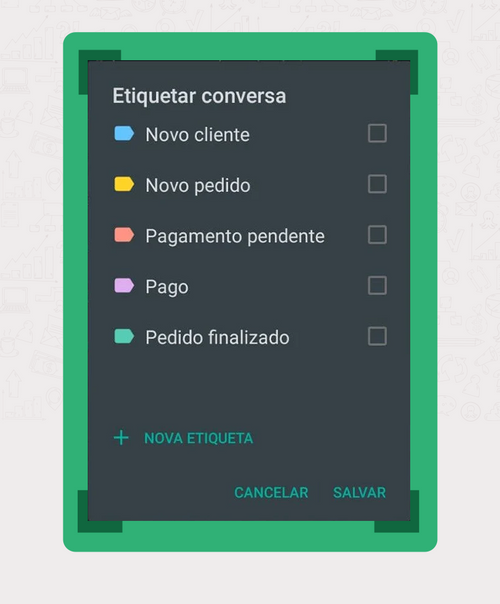 Etiquetar conversa
Novo cliente
Novo pedido
Pagamento pendente
Pago
Pedido finalizado
NOVA ETIQUETA
CANCELAR SALVAR